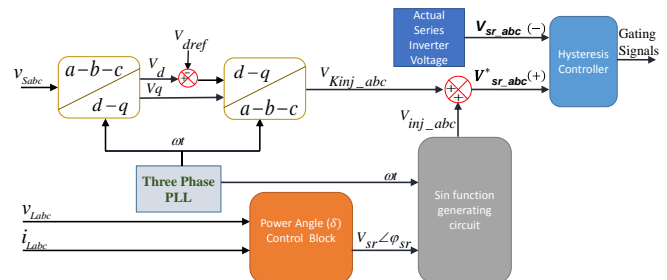 V_dref
Actual
Series
Inverter
Voltage
V_sr_abc (−)
Gating
Signals
Hysteresis
Controller
v_Sabc
a−b−c
d−q
V_d
Vq
d−q
a−b−c
V_Kinj_abc
V*_sr_abc(+)
V_inj_abc
ωt
Three Phase
PLL
ωt
Sin function
generating
circuit
v_Labc
i_Labc
Power Angle (δ)
Control Block
V_sr∠φ_sr